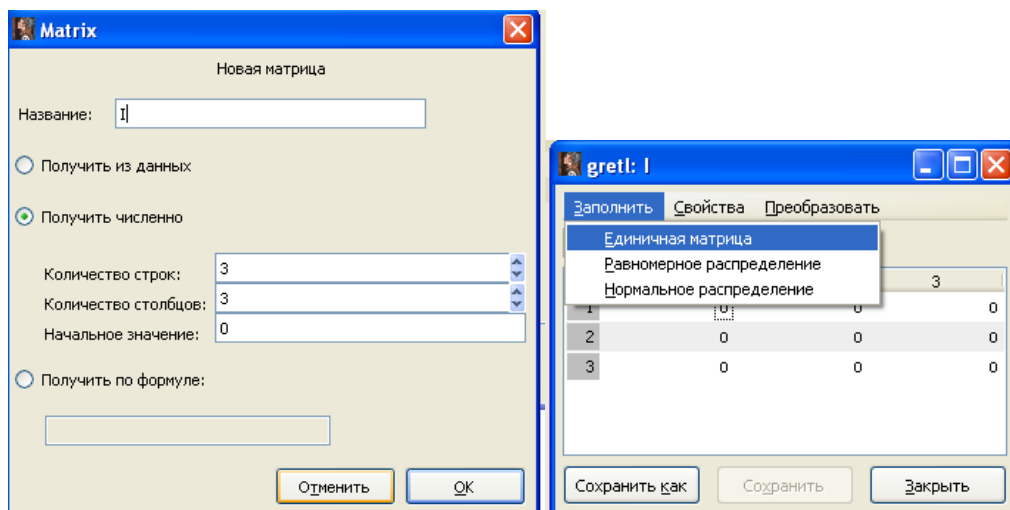 Matrix
Новая матрица
Название: I
Получить из данных
Получить численно
Количество строк: 3
Количество столбцов: 3
Начальное значение: 0
Получить по формуле:
Отменить OK
gretl: I
Заполнить Свойства Преобразовать
Единичная матрица
Равномерное распределение
Нормальное распределение
3
1 0 0 0
2 0 0 0
3 0 0 0
Сохранить как Сохранить Закрыть